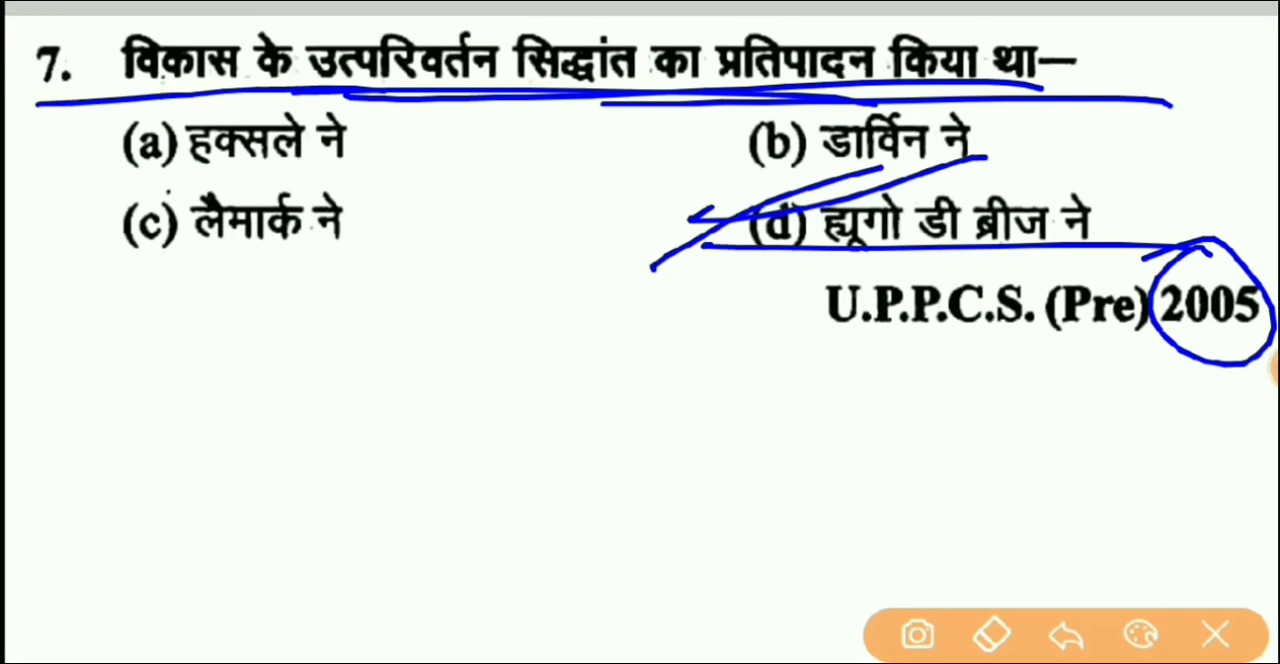 7. विकास के उत्परिवर्तन सिद्धांत का प्रतिपादन किया था—
(a) हक्सले ने (b) डार्विन ने
(c) लैमार्क ने (d) ह्यूगो डी ब्रीज ने
U.P.P.C.S. (Pre) 2005